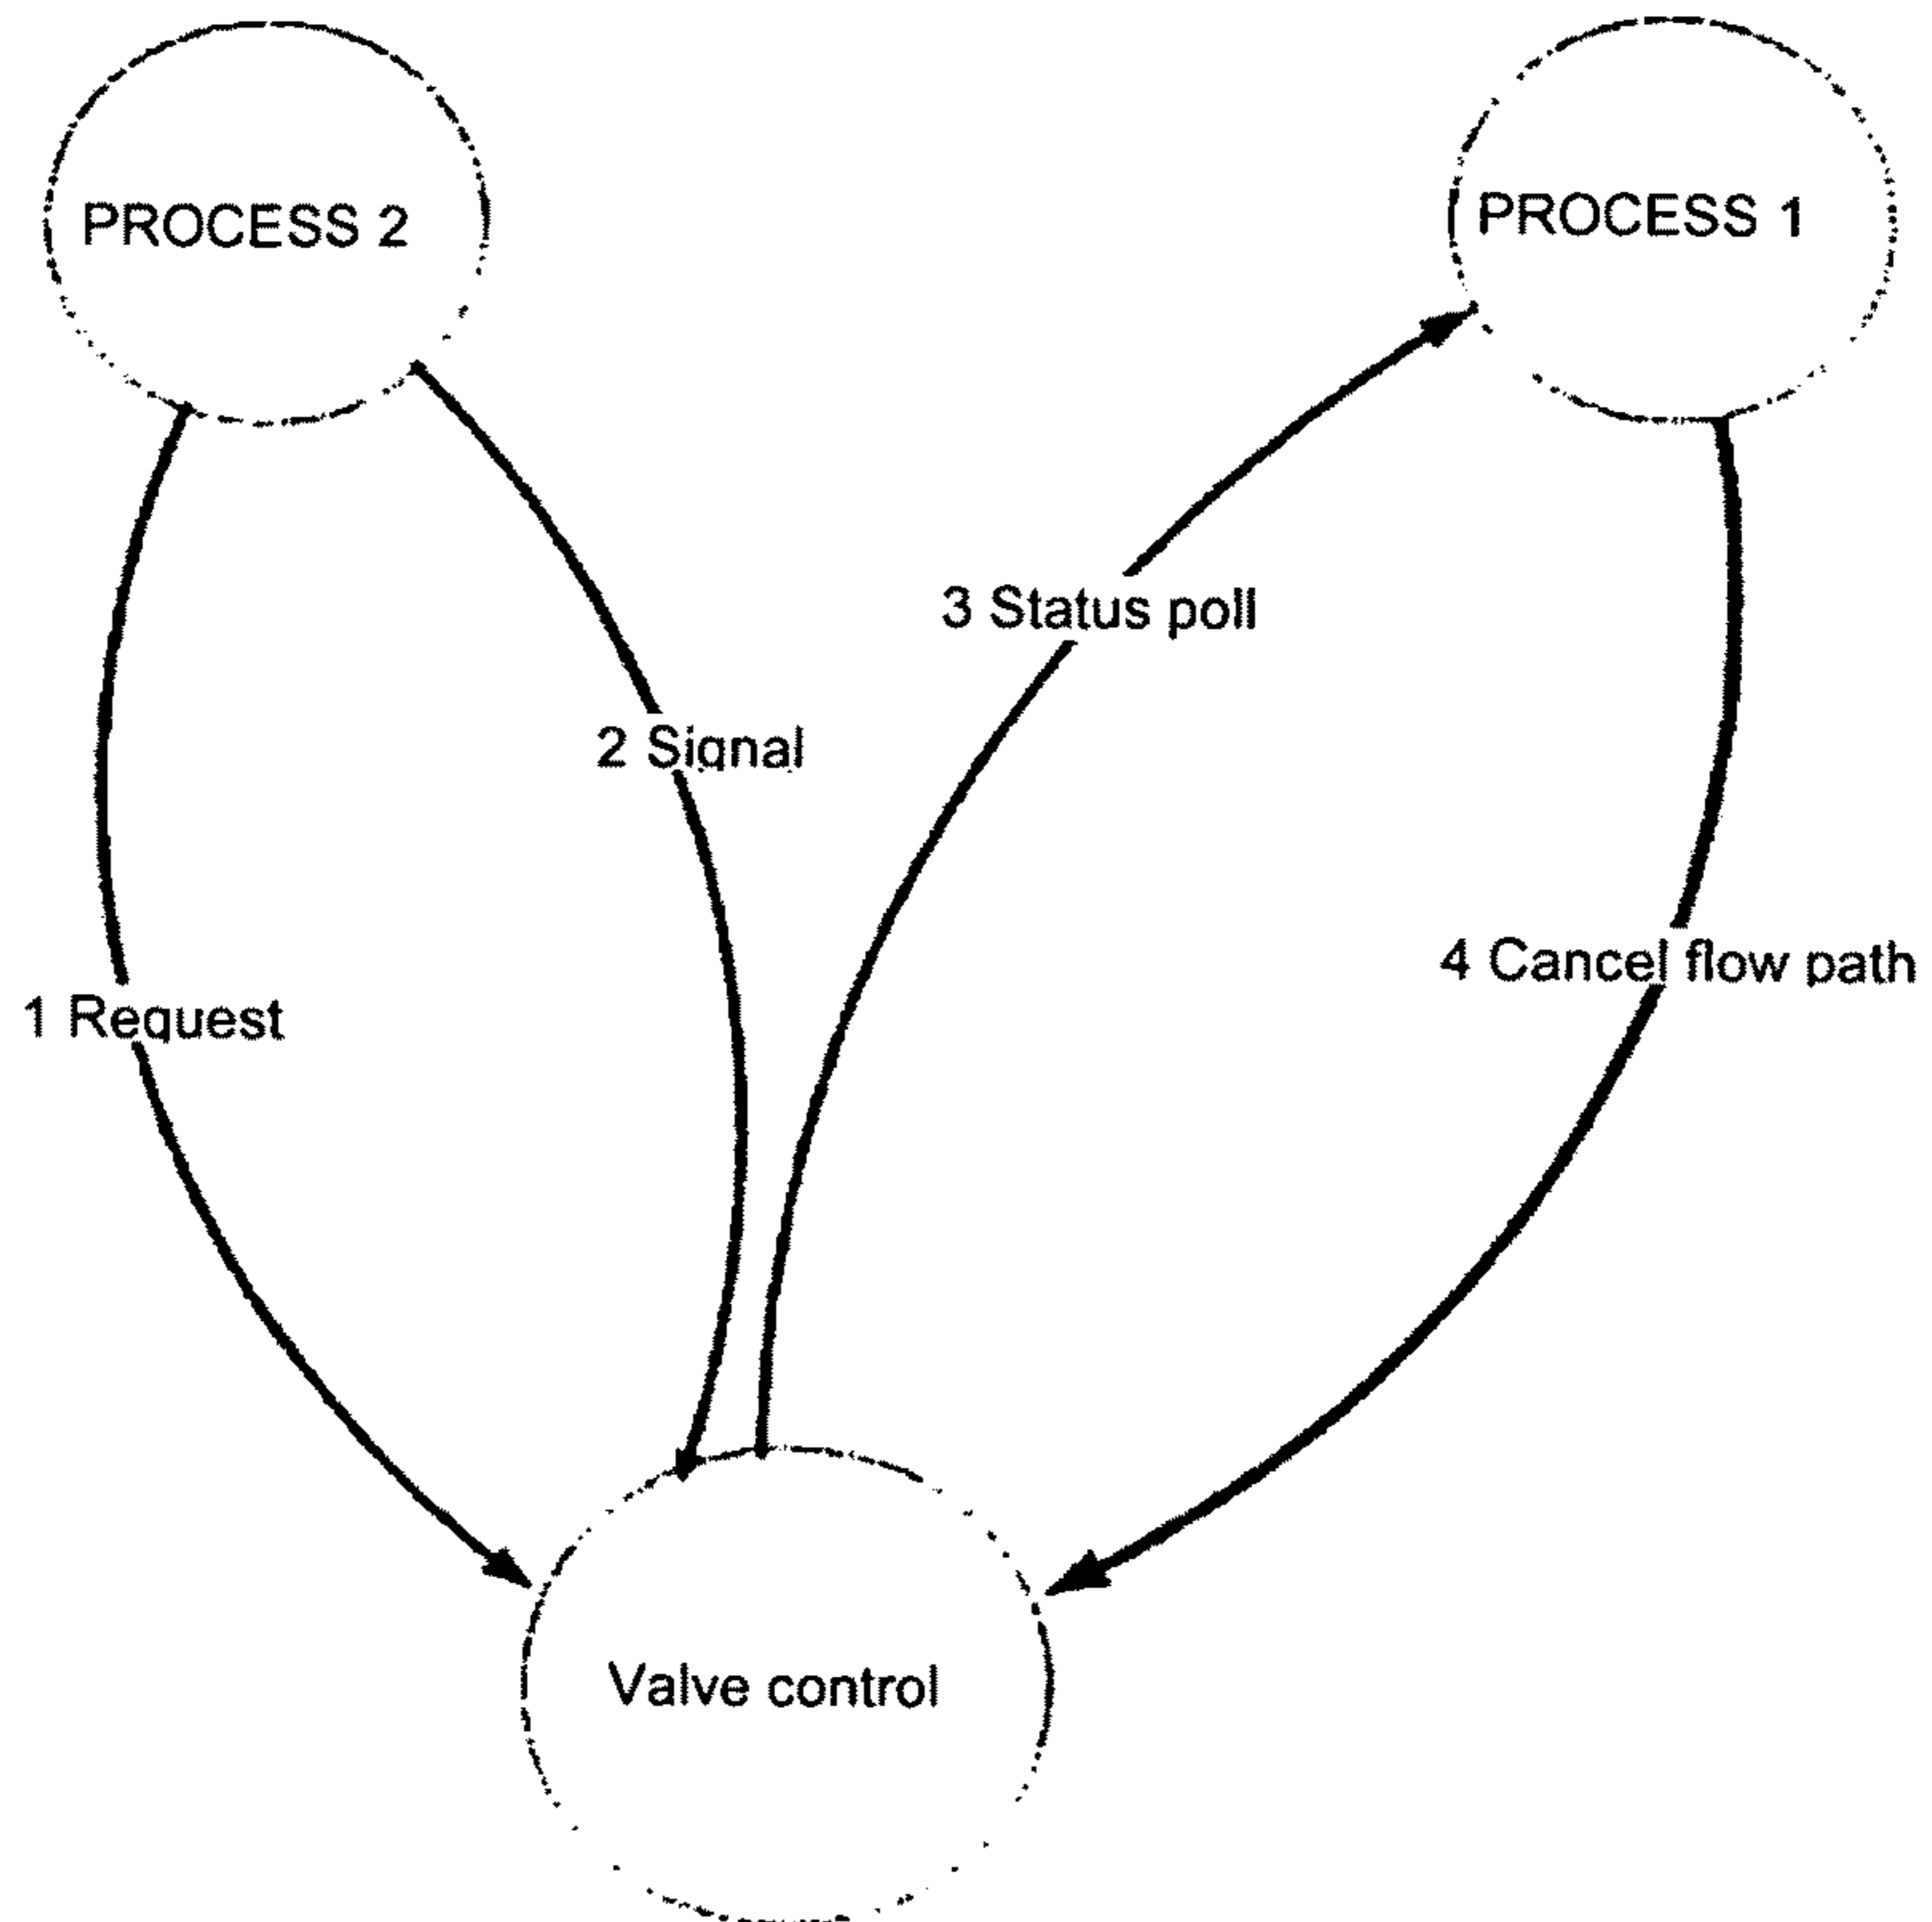 PROCESS 2
PROCESS 1
3 Status poll
2 Signal
4 Cancel flow path
1 Request
Valve control